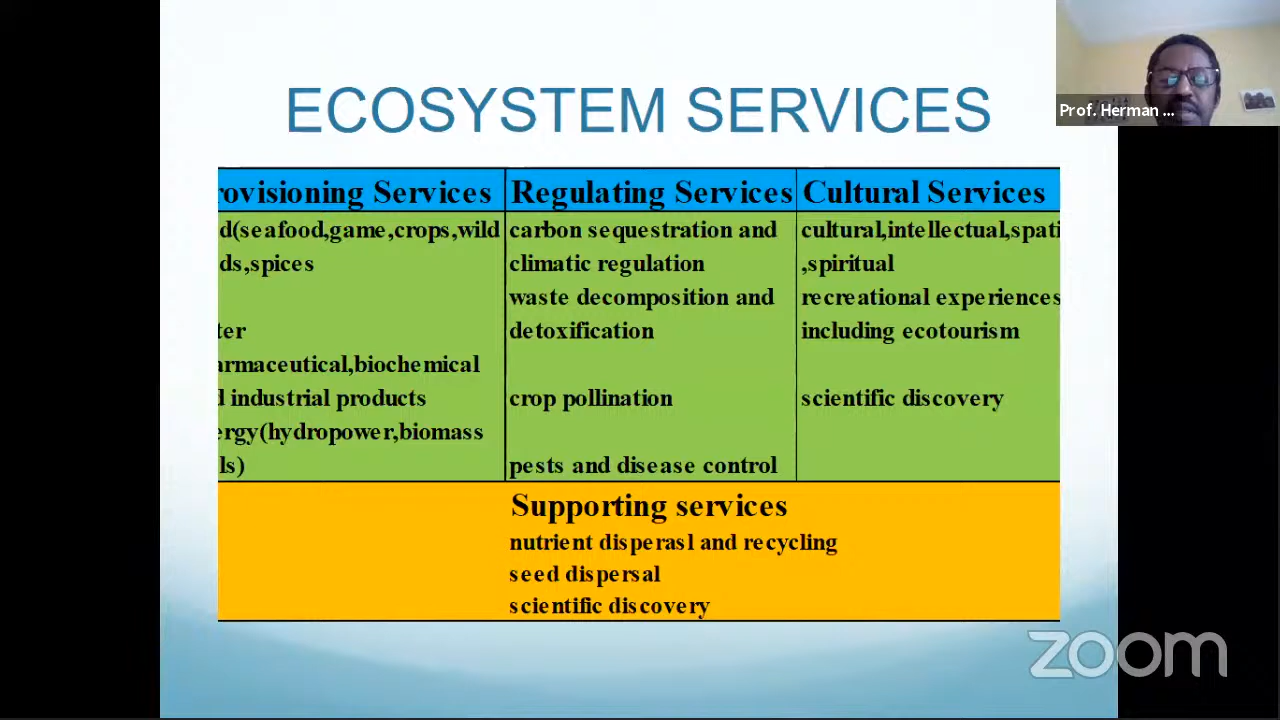 ECOSYSTEM SERVICES
Prof. Herman ...
rovisioning Services
Regulating Services
Cultural Services
d(seafood,game,crops,wild
ds,spices
ter
armaceutical,biochemical
d industrial products
ergy(hydropower,biomass
ls)
carbon sequestration and
climatic regulation
waste decomposition and
detoxification
crop pollination
pests and disease control
cultural,intellectual,spati
,spiritual
recreational experiences
including ecotourism
scientific discovery
Supporting services
nutrient disperasl and recycling
seed dispersal
scientific discovery
zoom